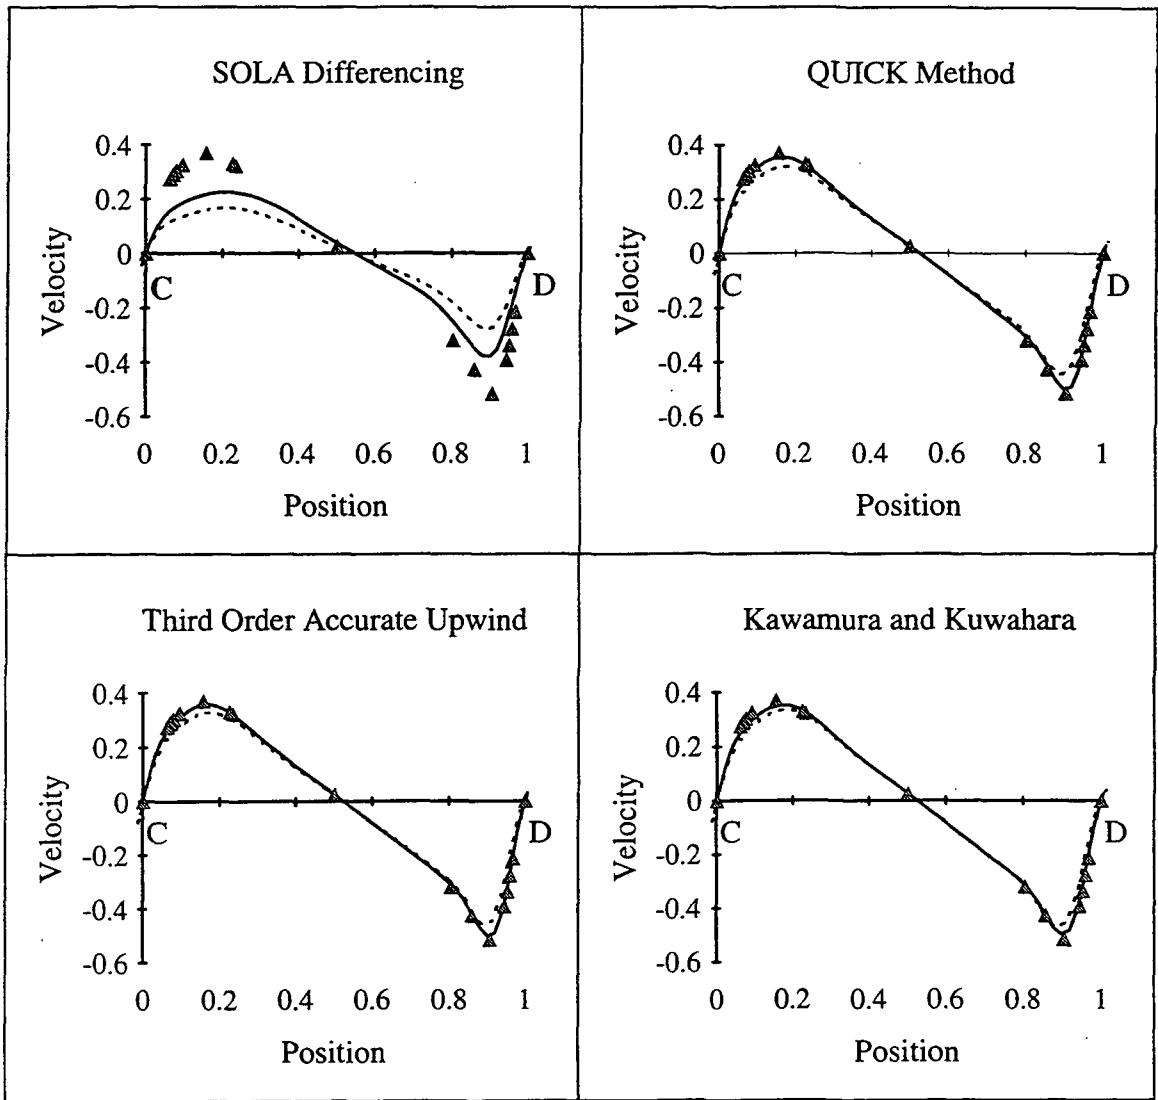 SOLA Differencing
0.4
0.2
0
-0.2
-0.4
-0.6
Velocity
C
D
0 0.2 0.4 0.6 0.8 1
Position
QUICK Method
0.4
0.2
0
-0.2
-0.4
-0.6
Velocity
C
D
0 0.2 0.4 0.6 0.8 1
Position
Third Order Accurate Upwind
0.4
0.2
0
-0.2
-0.4
-0.6
Velocity
C
D
0 0.2 0.4 0.6 0.8 1
Position
Kawamura and Kuwahara
0.4
0.2
0
-0.2
-0.4
-0.6
Velocity
C
D
0 0.2 0.4 0.6 0.8 1
Position